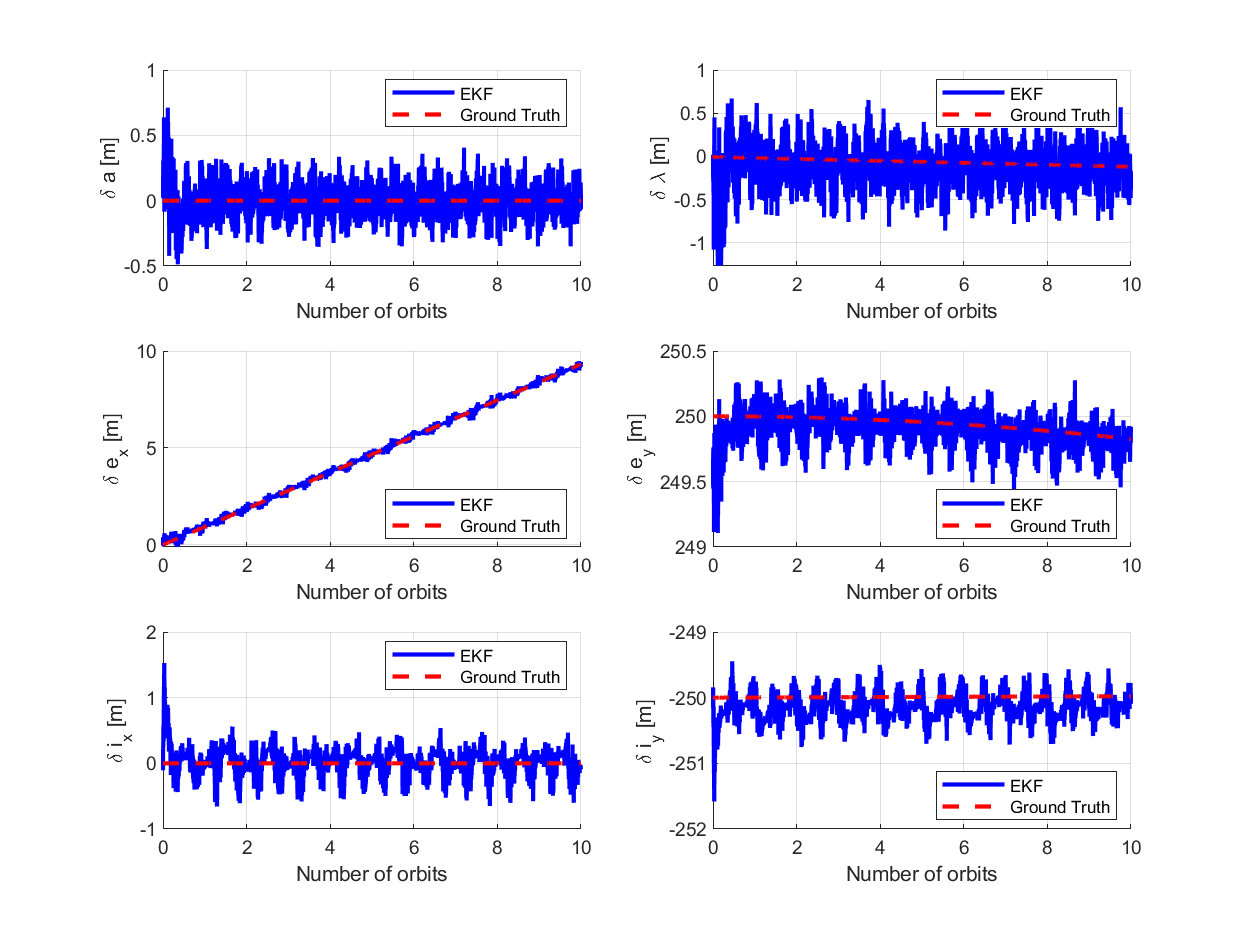 1
0.5
0
-0.5
δ a [m]
EKF
Ground Truth
0 2 4 6 8 10
Number of orbits
1
0.5
0
-0.5
-1
δ λ [m]
EKF
Ground Truth
0 2 4 6 8 10
Number of orbits
10
5
0
δ e_x [m]
EKF
Ground Truth
0 2 4 6 8 10
Number of orbits
250.5
250
249.5
249
δ e_y [m]
EKF
Ground Truth
0 2 4 6 8 10
Number of orbits
2
1
0
-1
δ i_x [m]
EKF
Ground Truth
0 2 4 6 8 10
Number of orbits
-249
-250
-251
-252
δ i_y [m]
EKF
Ground Truth
0 2 4 6 8 10
Number of orbits